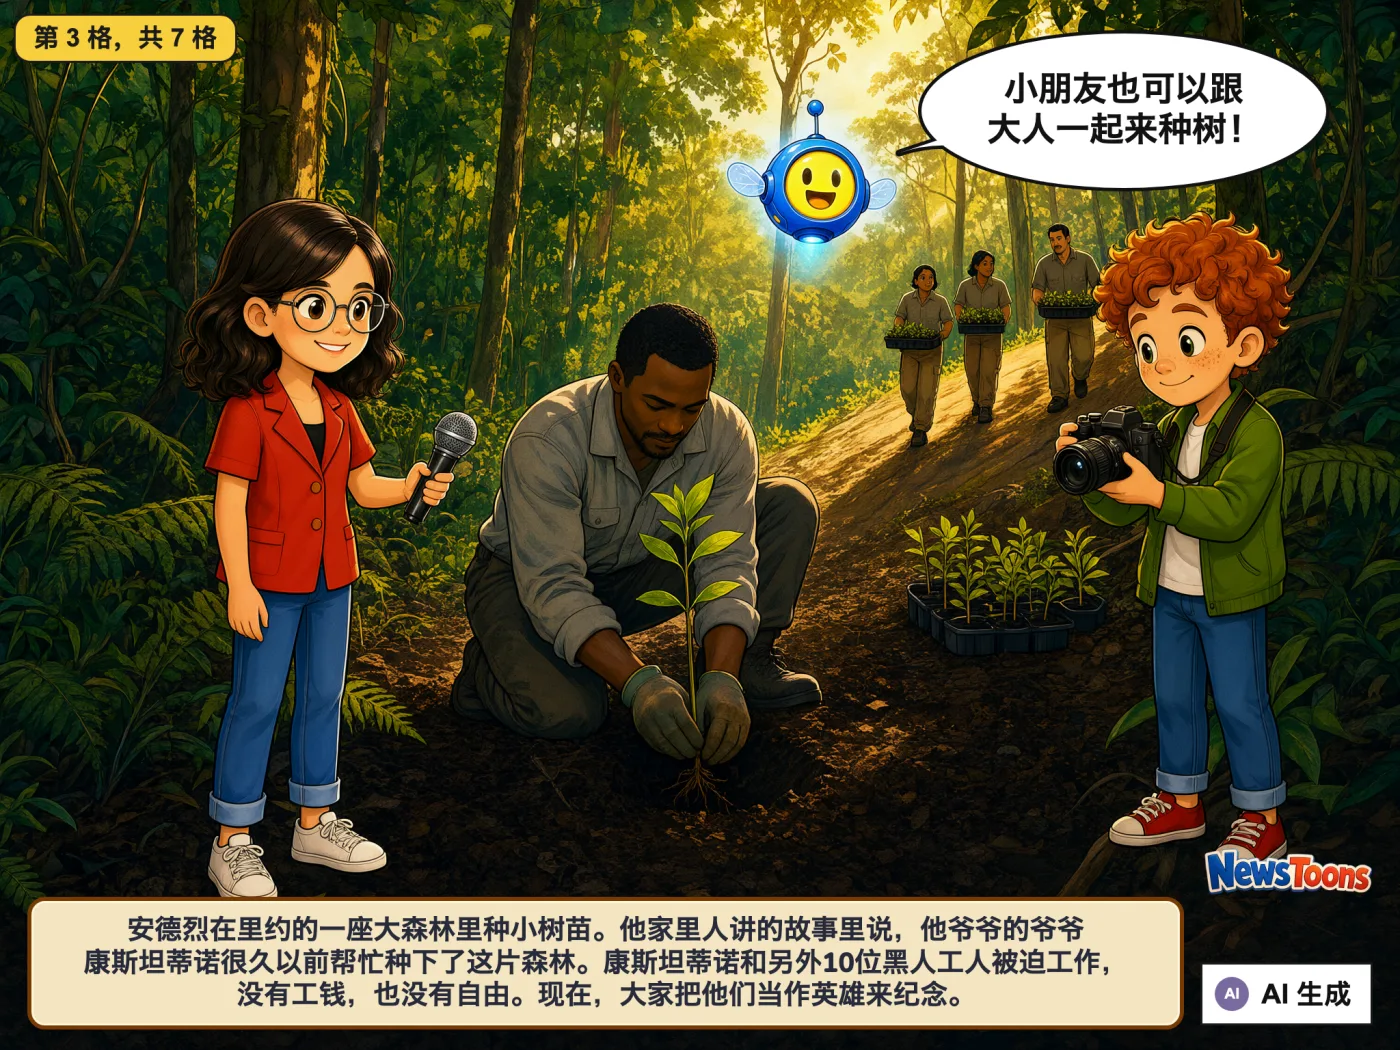 第 3 格，共 7 格
小朋友也可以跟
大人一起来种树！
安德烈在里约的一座大森林里种小树苗。他家里人讲的故事里说，他爷爷的爷爷
康斯坦蒂诺很久以前帮忙种下了这片森林。康斯坦蒂诺和另外10位黑人工人被迫工作，
没有工钱，也没有自由。现在，大家把他们当作英雄来纪念。
NewsToons
AI AI 生成